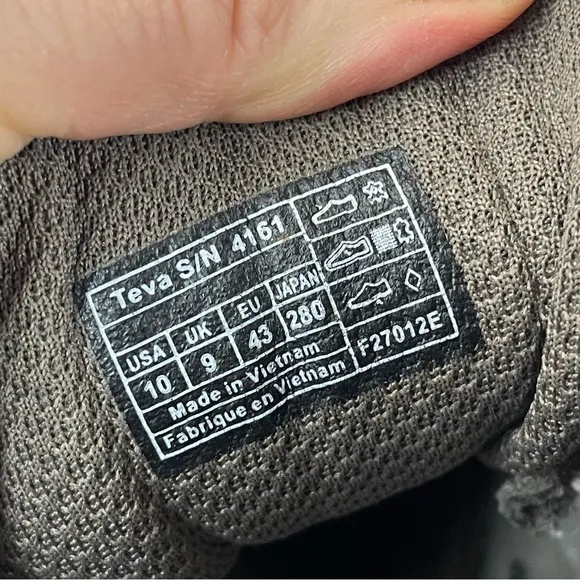 Teva S/N 4161
USA UK EU JAPAN
10 9 43 280
Made in Vietnam
Fabrique en Vietnam
F27012E